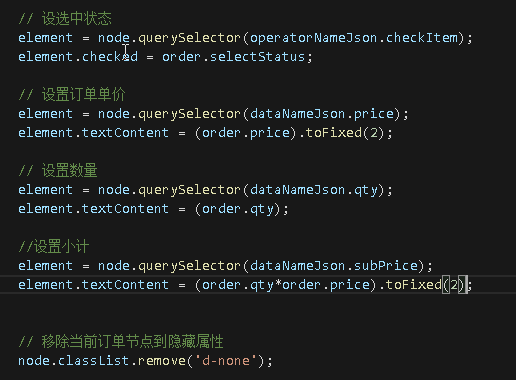 // 设选中状态
element = node.querySelector(operatorNameJson.checkItem);
element.checked = order.selectStatus;
// 设置订单单价
element = node.querySelector(dataNameJson.price);
element.textContent = (order.price).toFixed(2);
// 设置数量
element = node.querySelector(dataNameJson.qty);
element.textContent = (order.qty);
//设置小计
element = node.querySelector(dataNameJson.subPrice);
element.textContent = (order.qty*order.price).toFixed(2);
// 移除当前订单节点到隐藏属性
node.classList.remove('d-none');